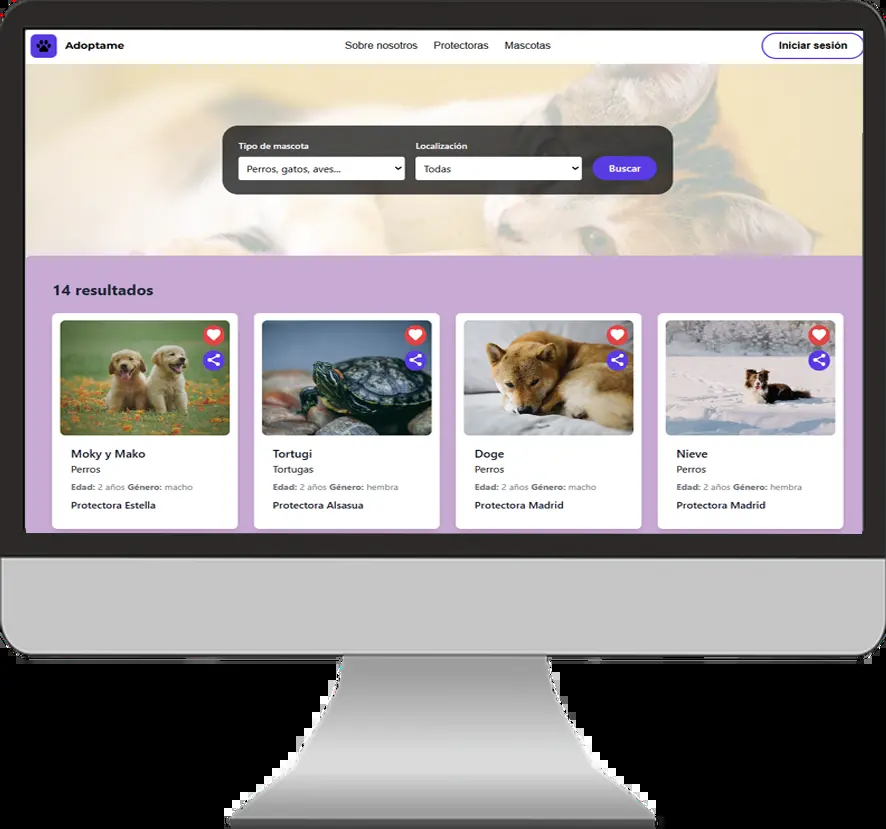 Adoptame
Sobre nosotros Protectoras Mascotas
Iniciar sesión
Tipo de mascota
Perros, gatos, aves...
Localización
Todas
Buscar
14 resultados
Moky y Mako
Perros
Edad: 2 años Género: macho
Protectora Estella
Tortugi
Tortugas
Edad: 2 años Género: hembra
Protectora Alsasua
Doge
Perros
Edad: 2 años Género: macho
Protectora Madrid
Nieve
Perros
Edad: 2 años Género: hembra
Protectora Madrid